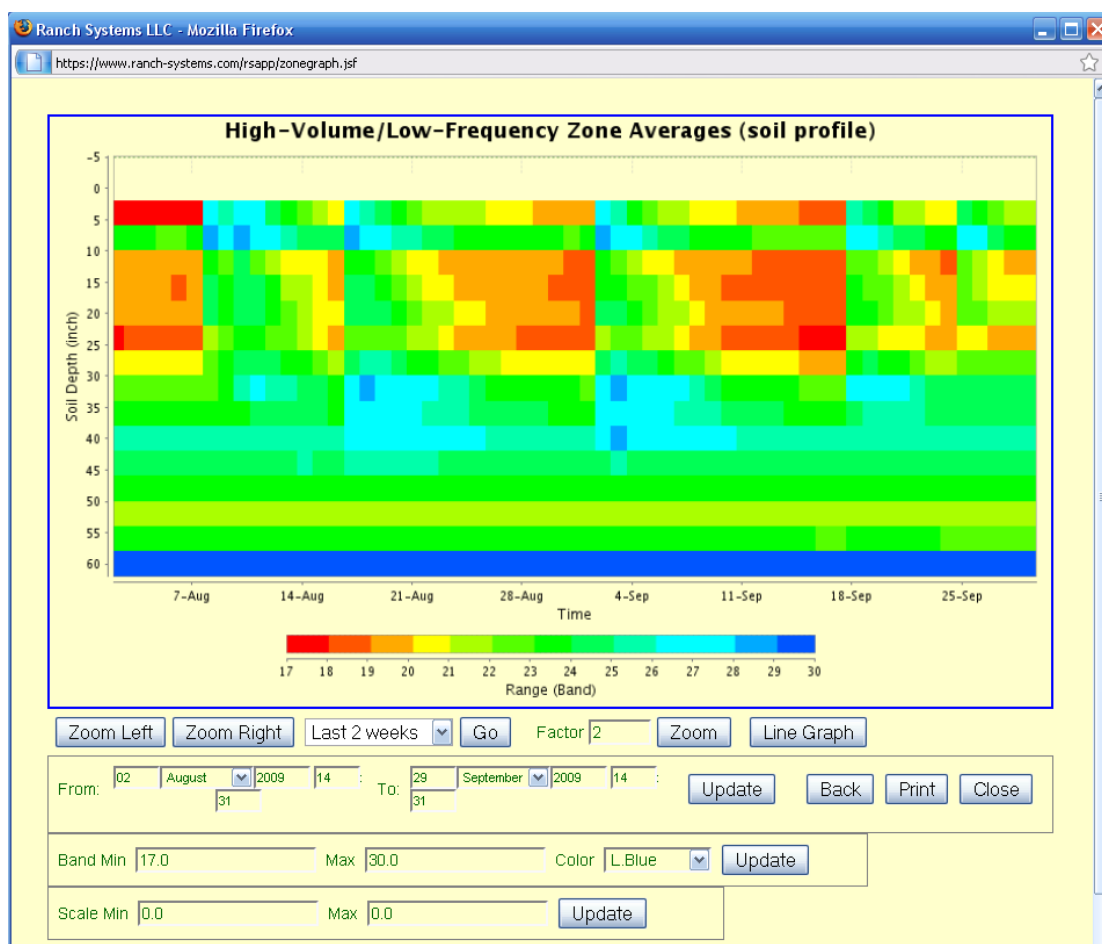 Ranch Systems LLC - Mozilla Firefox
https://www.ranch-systems.com/rsapp/zonegraph.jsf
High-Volume/Low-Frequency Zone Averages (soil profile)
-5
0
5
10
15
20
25
30
35
40
45
50
55
60
Soil Depth (inch)
7-Aug 14-Aug 21-Aug 28-Aug 4-Sep 11-Sep 18-Sep 25-Sep
Time
17 18 19 20 21 22 23 24 25 26 27 28 29 30
Range (Band)
Zoom Left Zoom Right Last 2 weeks Go Factor 2 Zoom Line Graph
From: 02 August 2009 14 : 31 To: 29 September 2009 14 : 31 Update Back Print Close
Band Min 17.0 Max 30.0 Color L.Blue Update
Scale Min 0.0 Max 0.0 Update